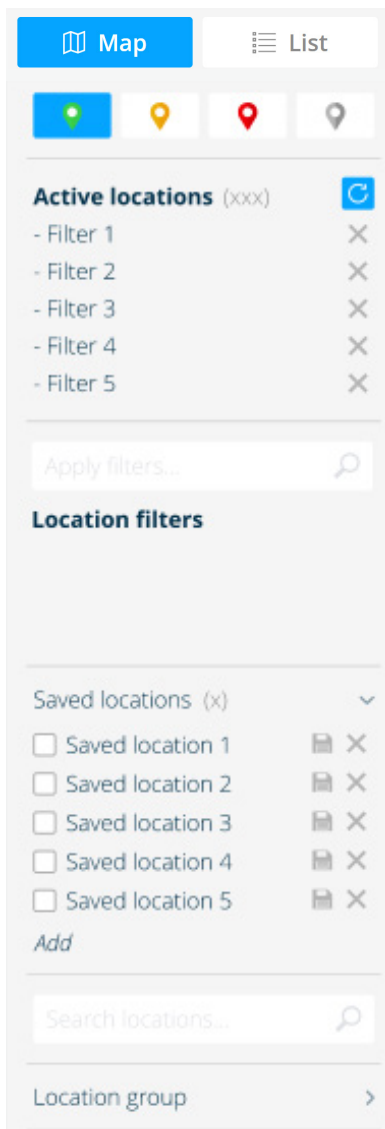 Map
List
Active locations (xxx)
- Filter 1
- Filter 2
- Filter 3
- Filter 4
- Filter 5
Apply filters...
Location filters
Saved locations (x)
Saved location 1
Saved location 2
Saved location 3
Saved location 4
Saved location 5
Add
Search locations...
Location group